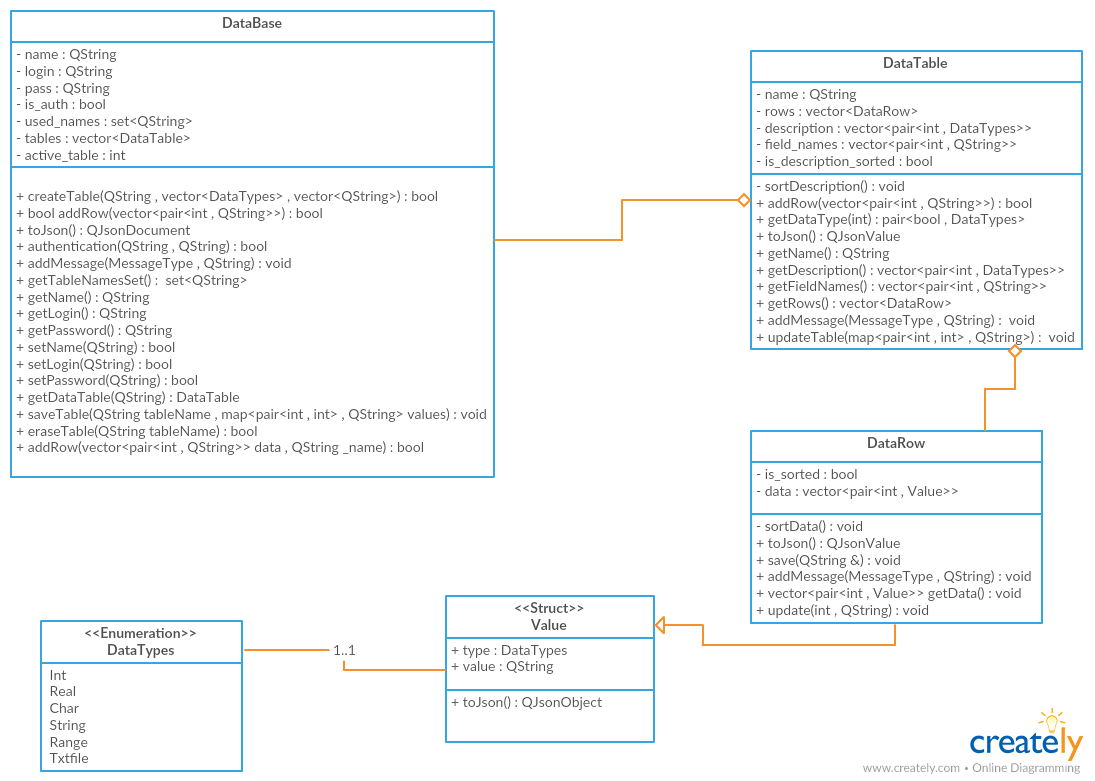 DataBase
- name : QString
- login : QString
- pass : QString
- is_auth : bool
- used_names : set<QString>
- tables : vector<DataTable>
- active_table : int
+ createTable(QString , vector<DataTypes> , vector<QString>) : bool
+ bool addRow(vector<pair<int , QString>>) : bool
+ toJson() : QJsonDocument
+ authentication(QString , QString) : bool
+ addMessage(MessageType , QString) : void
+ getTableNamesSet() :  set<QString>
+ getName() : QString
+ getLogin() : QString
+ getPassword() : QString
+ setName(QString) : bool
+ setLogin(QString) : bool
+ setPassword(QString) : bool
+ getDataTable(QString) : DataTable
+ saveTable(QString tableName , map<pair<int , int> , QString> values) : void
+ eraseTable(QString tableName) : bool
+ addRow(vector<pair<int , QString>> data , QString _name) : bool
DataTable
- name : QString
- rows : vector<DataRow>
- description : vector<pair<int , DataTypes>>
- field_names : vector<pair<int , QString>>
- is_description_sorted : bool
- sortDescription() : void
+ addRow(vector<pair<int , QString>>) : bool
+ getDataType(int) : pair<bool , DataTypes>
+ toJson() : QJsonValue
+ getName() : QString
+ getDescription() : vector<pair<int , DataTypes>>
+ getFieldNames() : vector<pair<int , QString>>
+ getRows() : vector<DataRow>
+ addMessage(MessageType , QString) :  void
+ updateTable(map<pair<int , int> , QString>) :  void
DataRow
- is_sorted : bool
- data : vector<pair<int , Value>>
- sortData() : void
+ toJson() : QJsonValue
+ save(QString &) : void
+ addMessage(MessageType , QString) : void
+ vector<pair<int , Value>> getData() : void
+ update(int , QString) : void
<<Struct>>
Value
+ type : DataTypes
+ value : QString
+ toJson() : QJsonObject
1..1
<<Enumeration>>
DataTypes
Int
Real
Char
String
Range
Txtfile
creately
www.creately.com • Online Diagramming